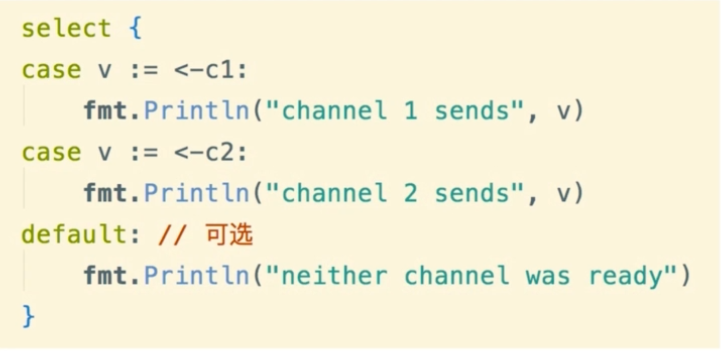 select {
case v := <-c1:
    fmt.Println("channel 1 sends", v)
case v := <-c2:
    fmt.Println("channel 2 sends", v)
default: // 可选
    fmt.Println("neither channel was ready")
}